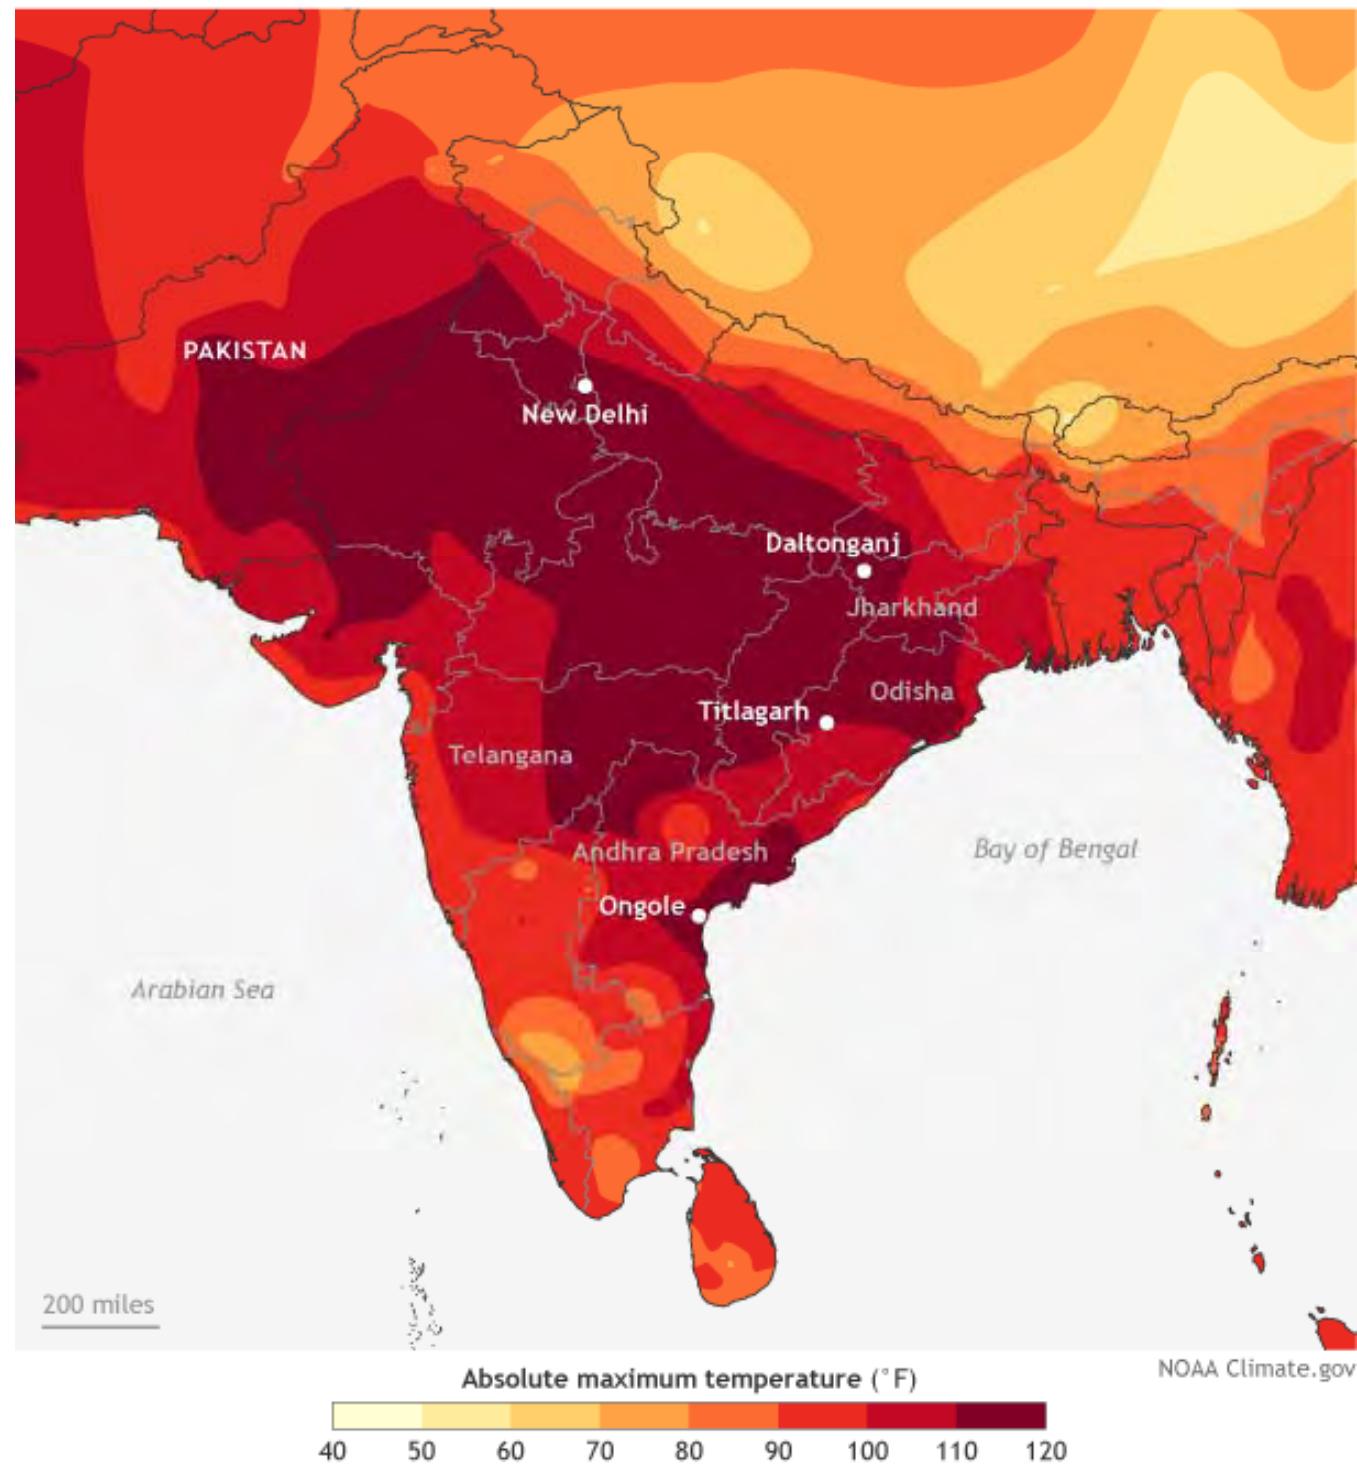 PAKISTAN
New Delhi
Daltonganj
Jharkhand
Odisha
Titlagarh
Telangana
Andhra Pradesh
Bay of Bengal
Ongole
Arabian Sea
200 miles
NOAA Climate.gov
Absolute maximum temperature (°F)
40 50 60 70 80 90 100 110 120